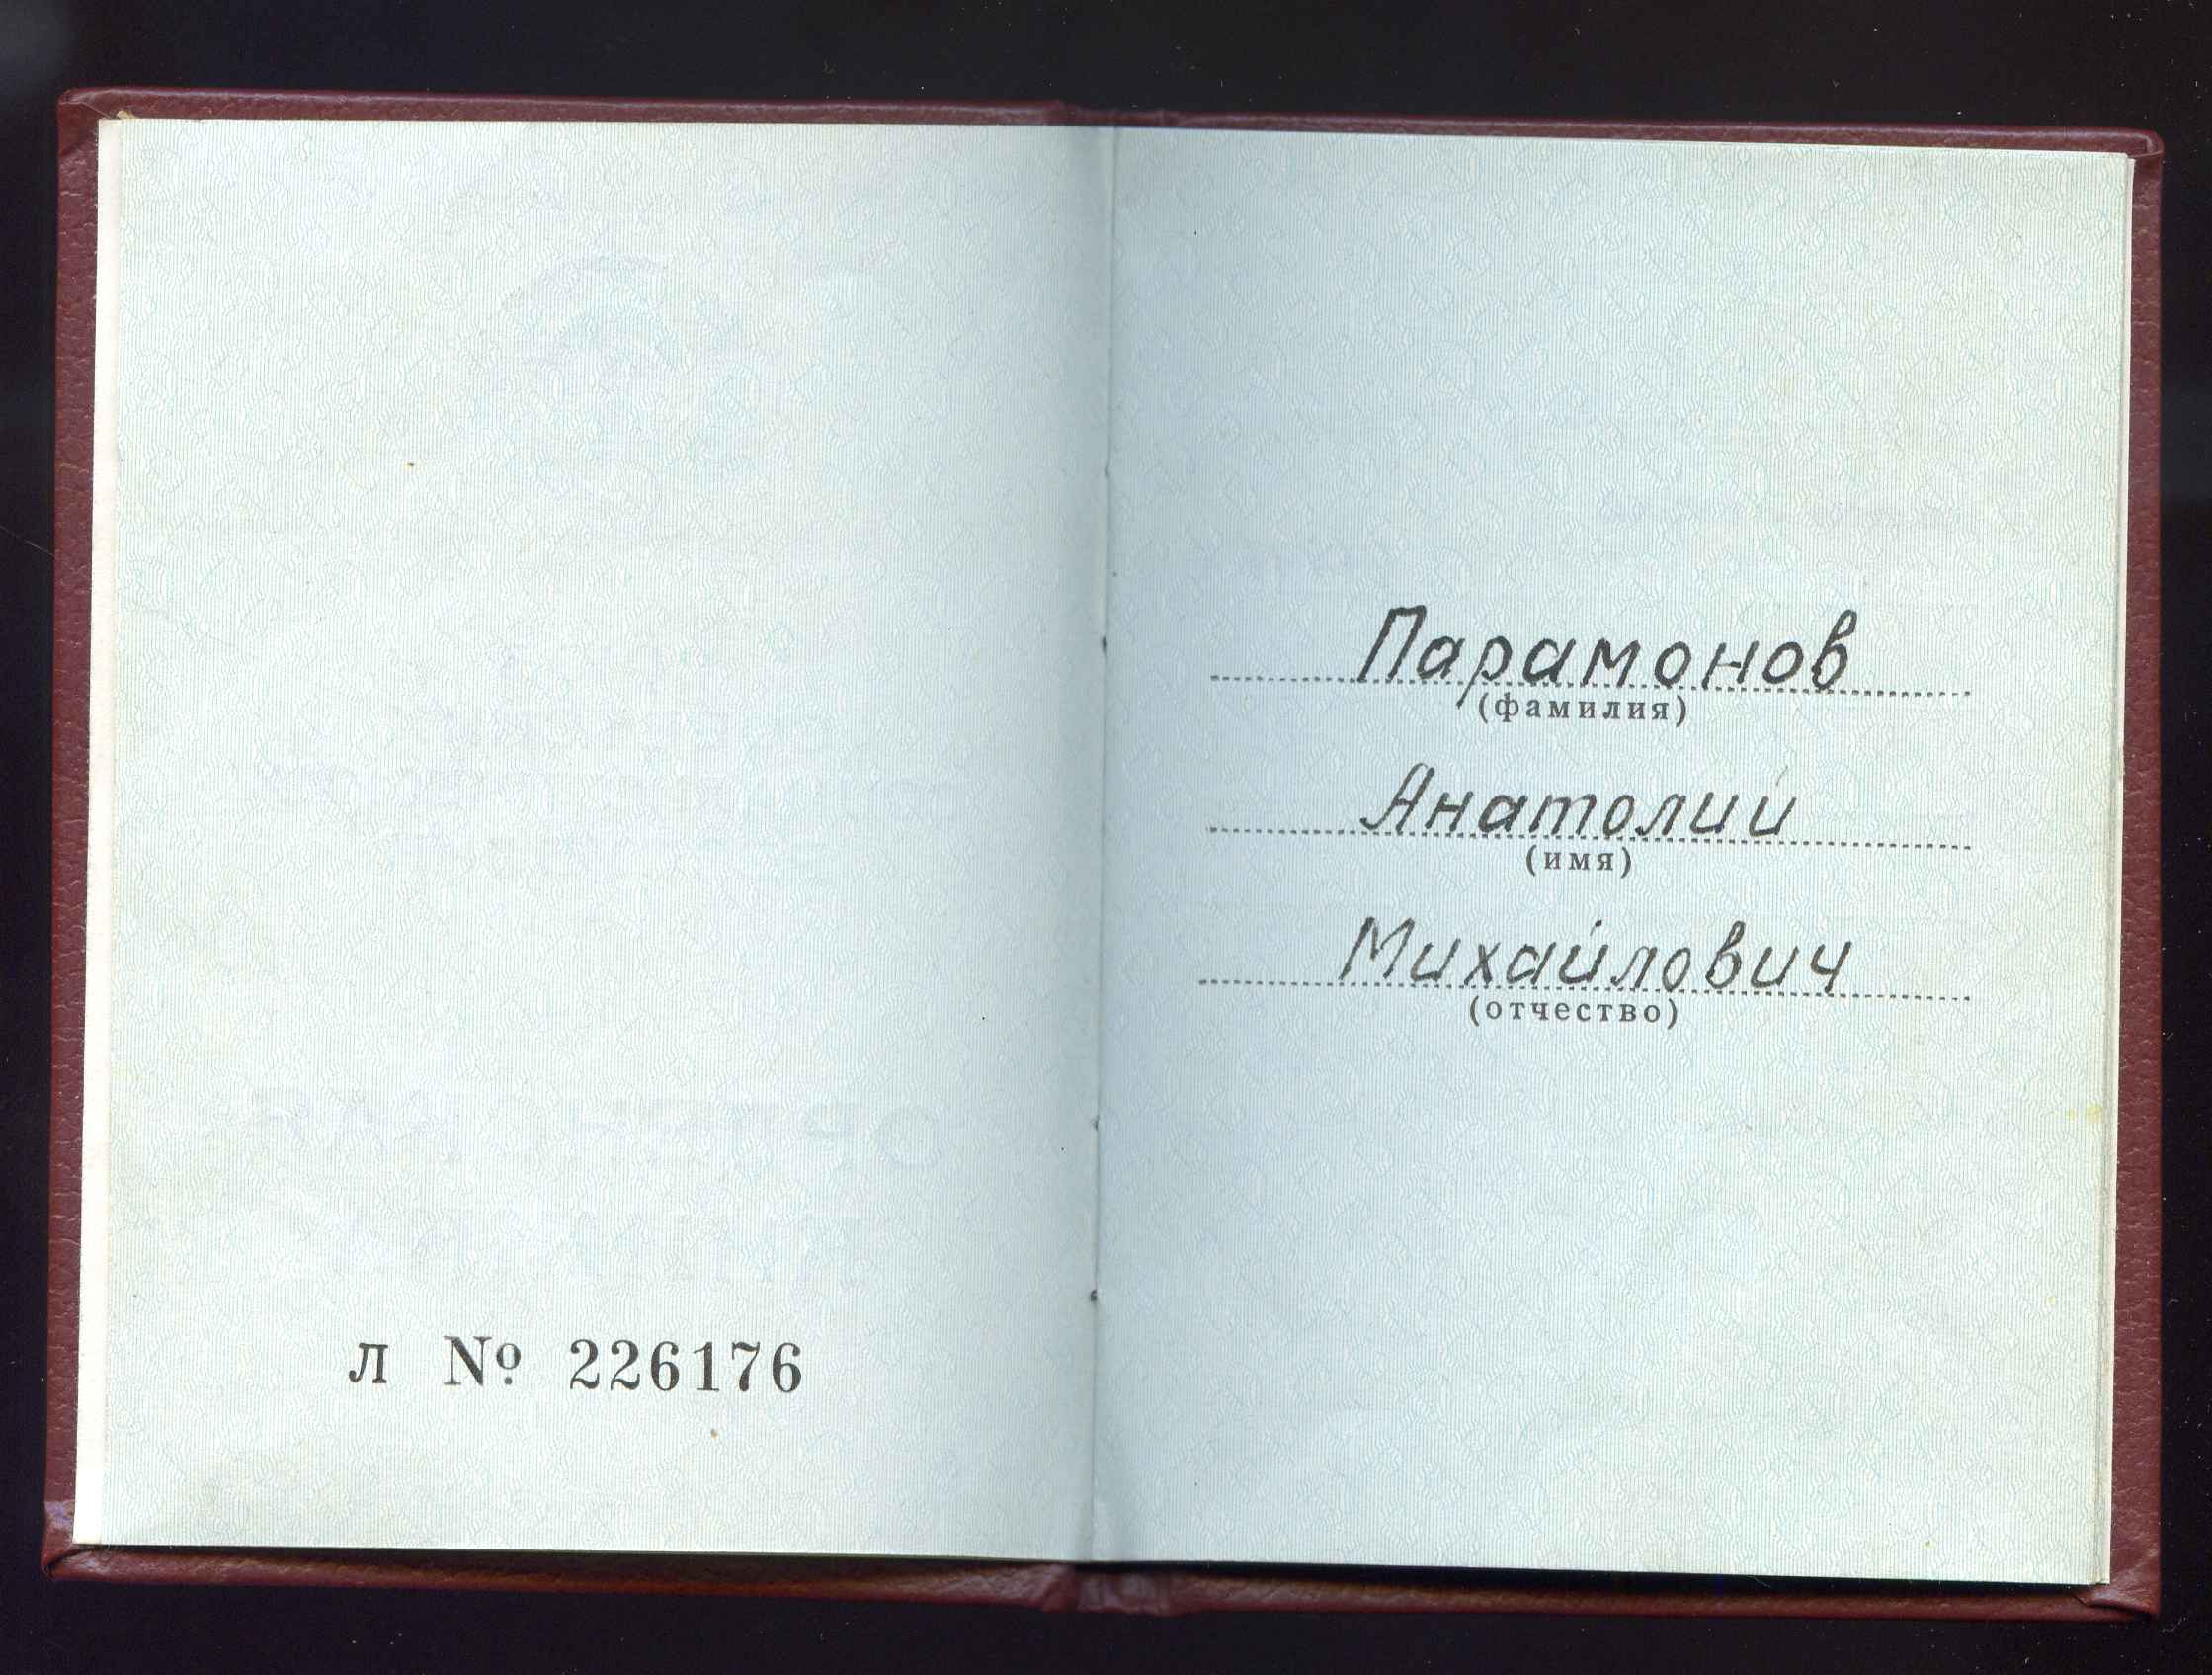 Л № 226176
Парамонов
(фамилия)
Анатолий
(имя)
Михайлович
(отчество)